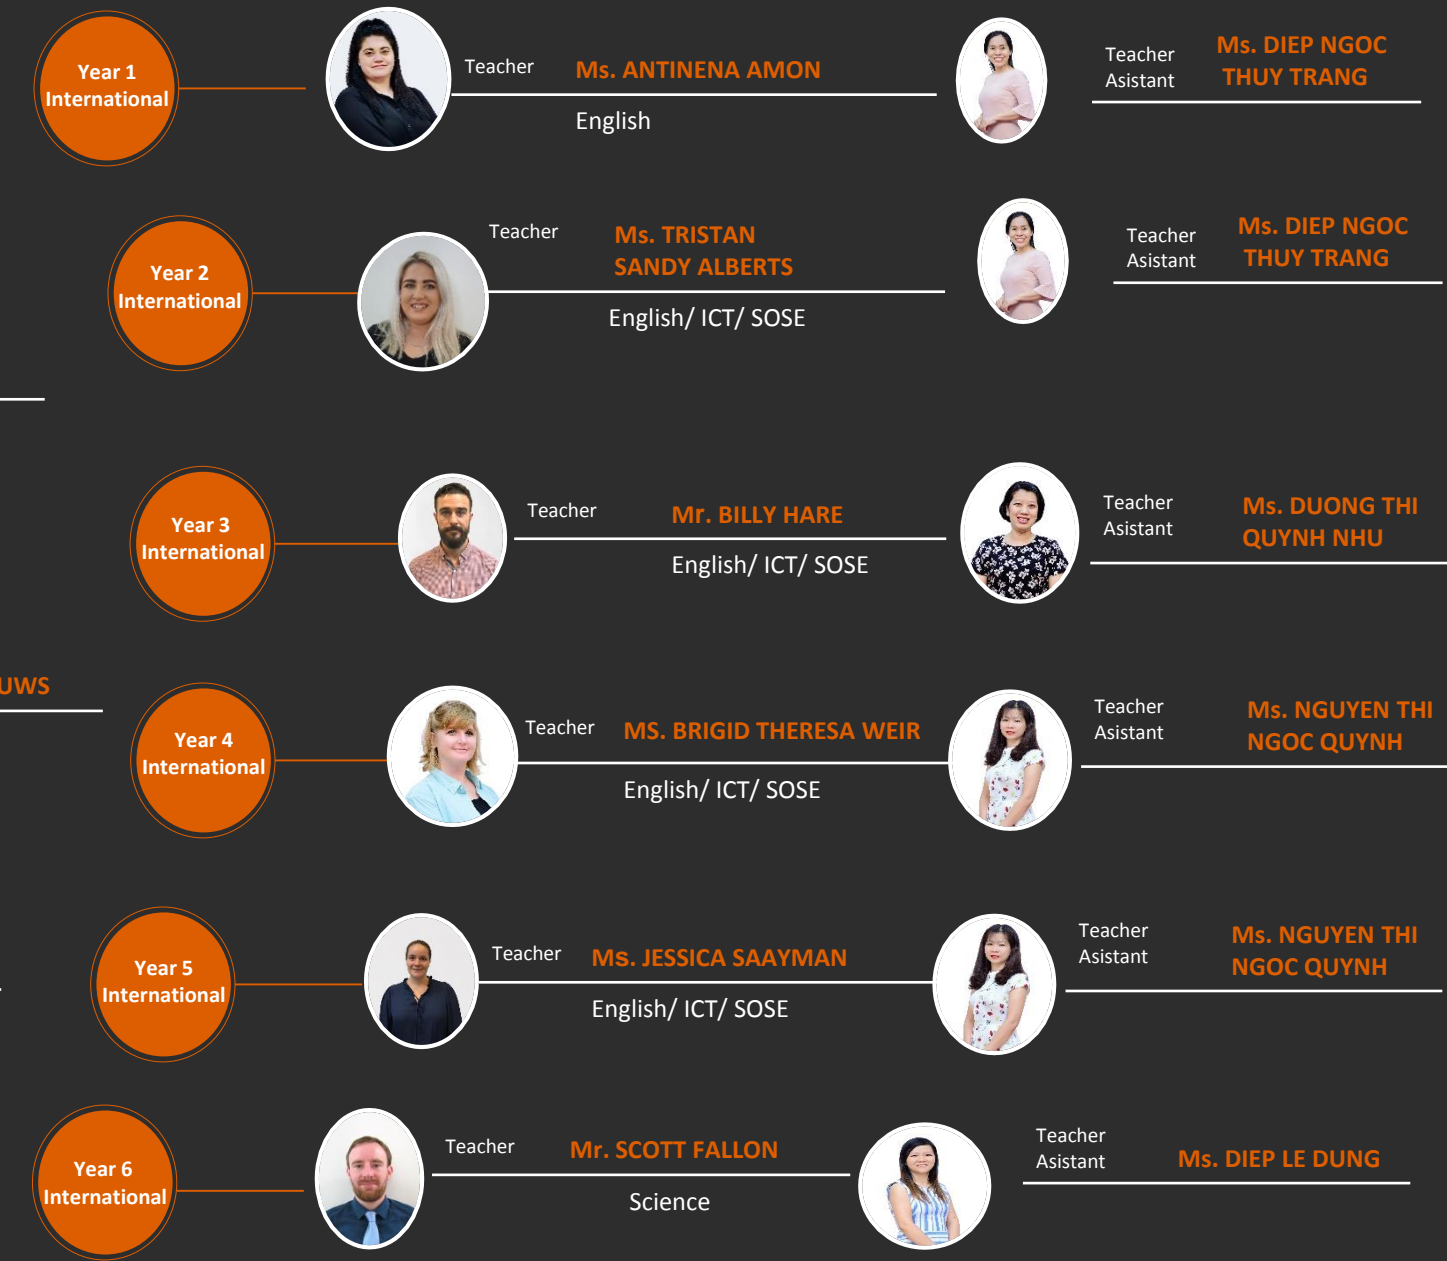 Year 1
International
Teacher
Ms. ANTINENA AMON
English
Teacher
Asistant
Ms. DIEP NGOC
THUY TRANG
Year 2
International
Teacher
Ms. TRISTAN
SANDY ALBERTS
English/ ICT/ SOSE
Teacher
Asistant
Ms. DIEP NGOC
THUY TRANG
Year 3
International
Teacher
Mr. BILLY HARE
English/ ICT/ SOSE
Teacher
Asistant
Ms. DUONG THI
QUYNH NHU
UWS
Year 4
International
Teacher
MS. BRIGID THERESA WEIR
English/ ICT/ SOSE
Teacher
Asistant
Ms. NGUYEN THI
NGOC QUYNH
Year 5
International
Teacher
Ms. JESSICA SAAYMAN
English/ ICT/ SOSE
Teacher
Asistant
Ms. NGUYEN THI
NGOC QUYNH
Year 6
International
Teacher
Mr. SCOTT FALLON
Science
Teacher
Asistant
Ms. DIEP LE DUNG